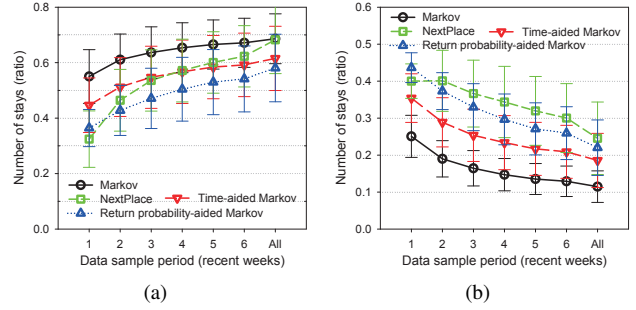 Number of stays (ratio)
0.8
0.6
0.4
0.2
0.0
Markov
NextPlace
Time-aided Markov
Return probability-aided Markov
1 2 3 4 5 6 All
Data sample period (recent weeks)
(a)
Number of stays (ratio)
0.6
0.5
0.4
0.3
0.2
0.1
0.0
Markov
NextPlace
Time-aided Markov
Return probability-aided Markov
1 2 3 4 5 6 All
Data sample period (recent weeks)
(b)